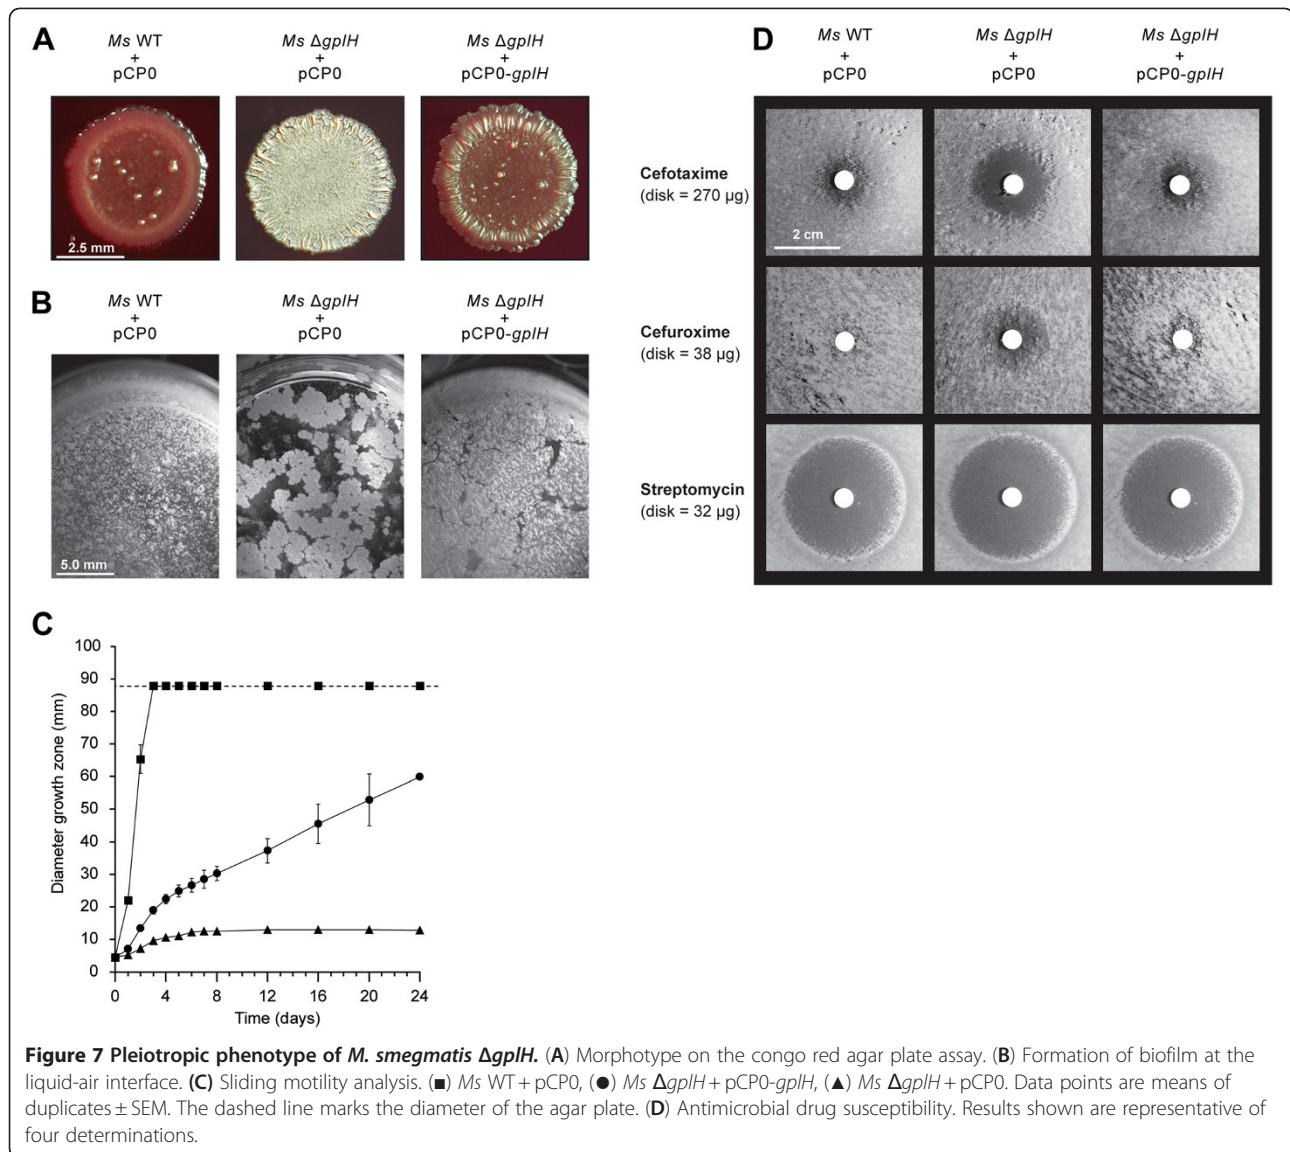 A
Ms WT
+
pCP0
Ms ΔgplH
+
pCP0
Ms ΔgplH
+
pCP0-gplH
2.5 mm
B
Ms WT
+
pCP0
Ms ΔgplH
+
pCP0
Ms ΔgplH
+
pCP0-gplH
5.0 mm
D
Ms WT
+
pCP0
Ms ΔgplH
+
pCP0
Ms ΔgplH
+
pCP0-gplH
Cefotaxime
(disk = 270 µg)
2 cm
Cefuroxime
(disk = 38 µg)
Streptomycin
(disk = 32 µg)
C
Diameter growth zone (mm)
100
90
80
70
60
50
40
30
20
10
0
0 4 8 12 16 20 24
Time (days)
Figure 7 Pleiotropic phenotype of M. smegmatis ΔgplH. (A) Morphotype on the congo red agar plate assay. (B) Formation of biofilm at the
liquid-air interface. (C) Sliding motility analysis. (■) Ms WT + pCP0, (●) Ms ΔgplH + pCP0-gplH, (▲) Ms ΔgplH + pCP0. Data points are means of
duplicates ± SEM. The dashed line marks the diameter of the agar plate. (D) Antimicrobial drug susceptibility. Results shown are representative of
four determinations.